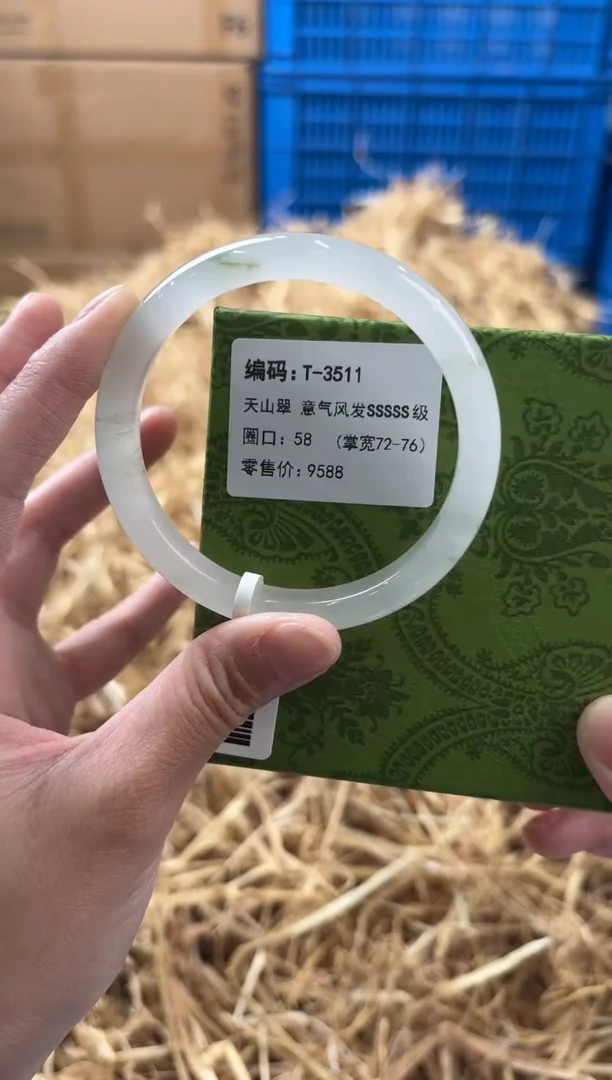 编码:T-3511
天山翠 意气风发SSSSS级
圈口:58 (掌宽72-76)
零售价:9588